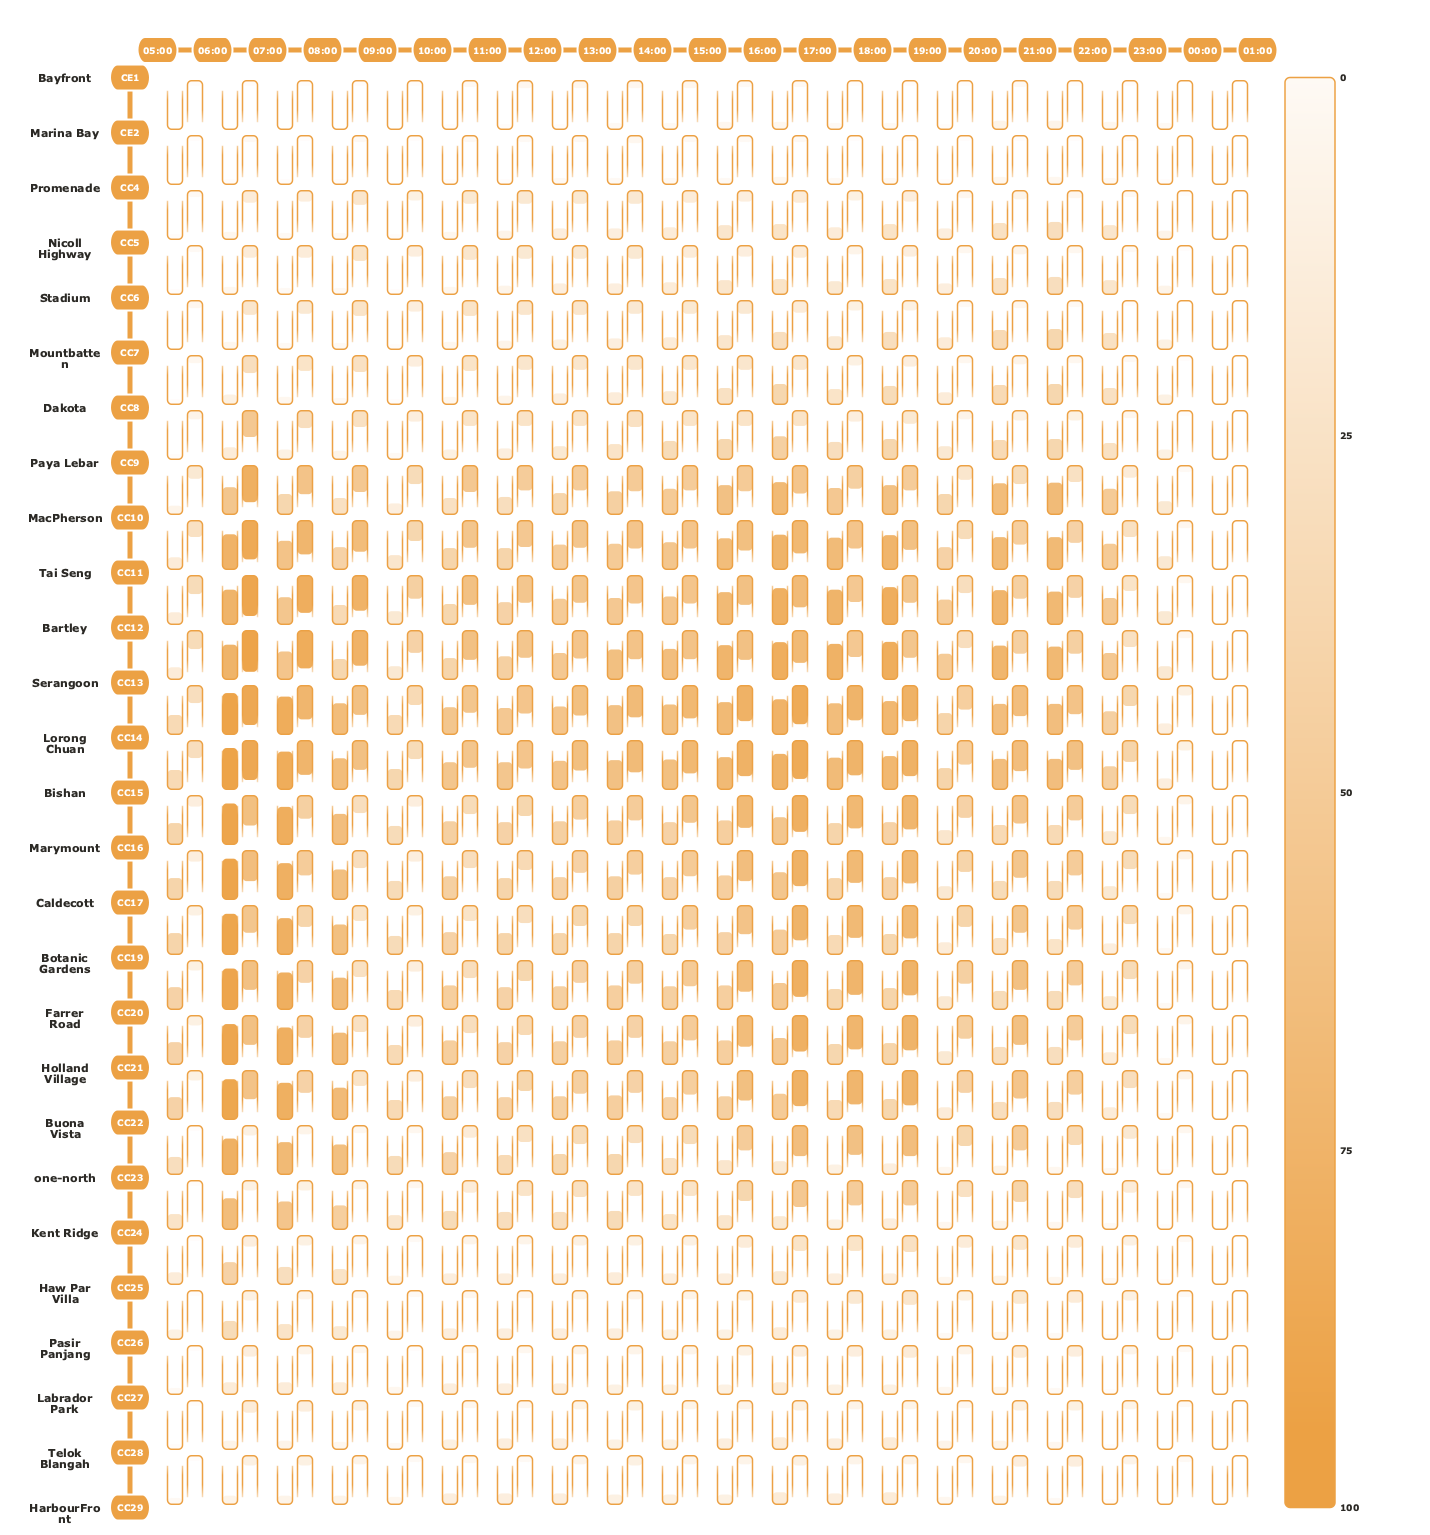 05:00 06:00 07:00 08:00 09:00 10:00 11:00 12:00 13:00 14:00 15:00 16:00 17:00 18:00 19:00 20:00 21:00 22:00 23:00 00:00 01:00
Bayfront CE1
0
Marina Bay CE2
Promenade CC4
Nicoll
Highway
CC5
Stadium CC6
Mountbatte
n
CC7
Dakota CC8
25
Paya Lebar CC9
MacPherson CC10
Tai Seng CC11
Bartley CC12
Serangoon CC13
Lorong
Chuan
CC14
Bishan CC15
50
Marymount CC16
Caldecott CC17
Botanic
Gardens
CC19
Farrer
Road
CC20
Holland
Village
CC21
Buona
Vista
CC22
75
one-north CC23
Kent Ridge CC24
Haw Par
Villa
CC25
Pasir
Panjang
CC26
Labrador
Park
CC27
Telok
Blangah
CC28
HarbourFro
nt
CC29
100